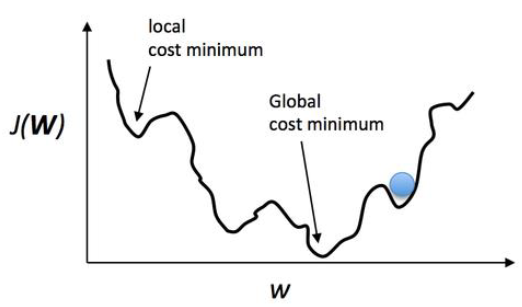 local
cost minimum
Global
cost minimum
J(W)
w